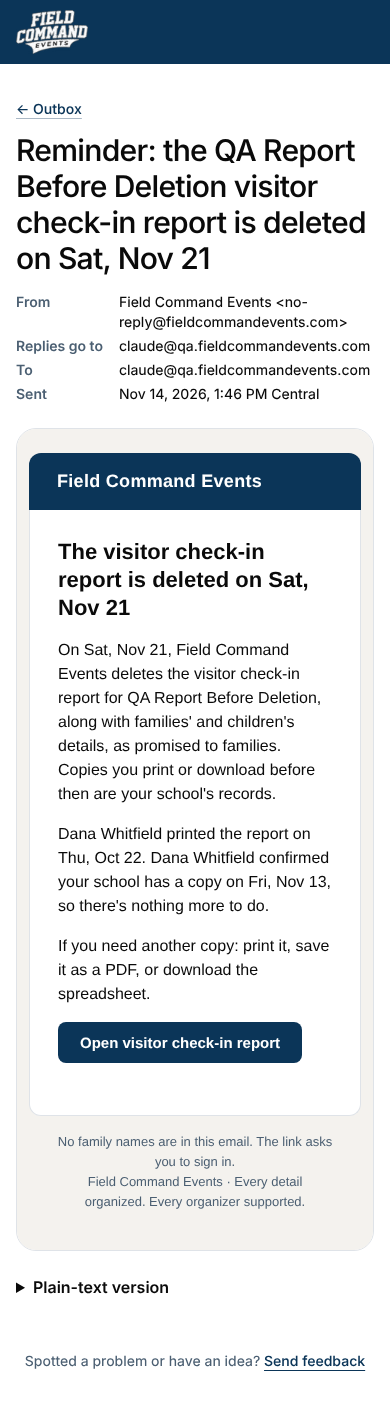 FIELD
COMMAND
EVENTS
← Outbox
Reminder: the QA Report
Before Deletion visitor
check-in report is deleted
on Sat, Nov 21
From
Field Command Events <no-
reply@fieldcommandevents.com>
Replies go to
claude@qa.fieldcommandevents.com
To
claude@qa.fieldcommandevents.com
Sent
Nov 14, 2026, 1:46 PM Central
Field Command Events
The visitor check-in
report is deleted on Sat,
Nov 21
On Sat, Nov 21, Field Command
Events deletes the visitor check-in
report for QA Report Before Deletion,
along with families' and children's
details, as promised to families.
Copies you print or download before
then are your school's records.
Dana Whitfield printed the report on
Thu, Oct 22. Dana Whitfield confirmed
your school has a copy on Fri, Nov 13,
so there's nothing more to do.
If you need another copy: print it, save
it as a PDF, or download the
spreadsheet.
Open visitor check-in report
No family names are in this email. The link asks
you to sign in.
Field Command Events · Every detail
organized. Every organizer supported.
▶ Plain-text version
Spotted a problem or have an idea? Send feedback